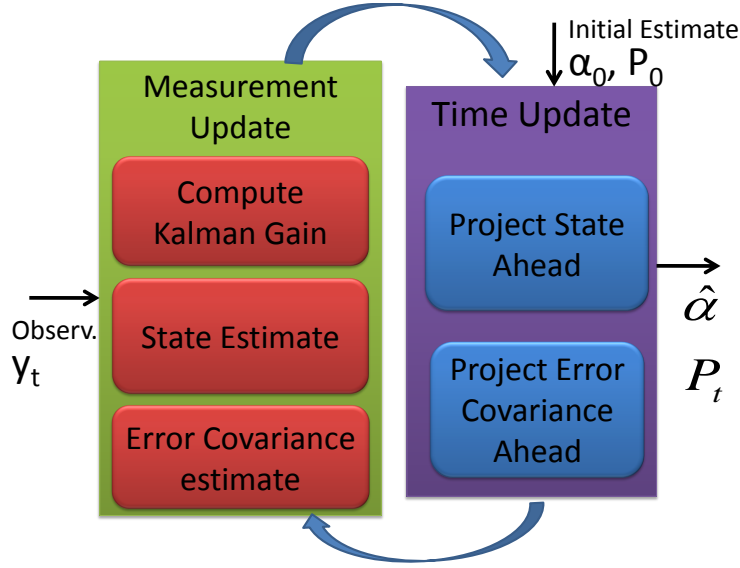 Initial Estimate
α₀, P₀
Measurement
Update
Time Update
Compute
Kalman Gain
Project State
Ahead
Observ.
yₜ
State Estimate
α̂
Pₜ
Project Error
Covariance
Ahead
Error Covariance
estimate